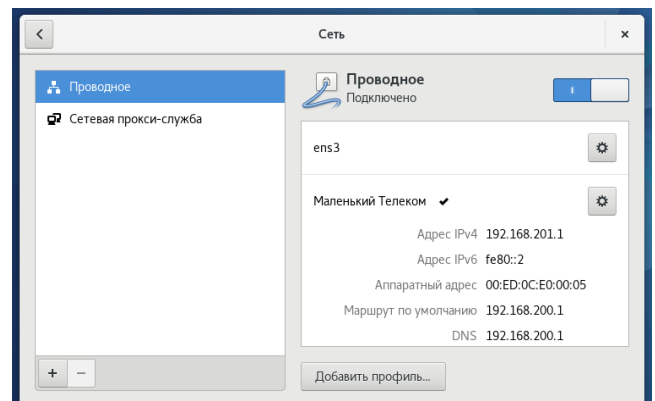 Сеть
Проводное
Сетевая прокси-служба
Проводное
Подключено
ens3
Маленький Телеком
Адрес IPv4 192.168.201.1
Адрес IPv6 fe80::2
Аппаратный адрес 00:ED:0C:E0:00:05
Маршрут по умолчанию 192.168.200.1
DNS 192.168.200.1
Добавить профиль...